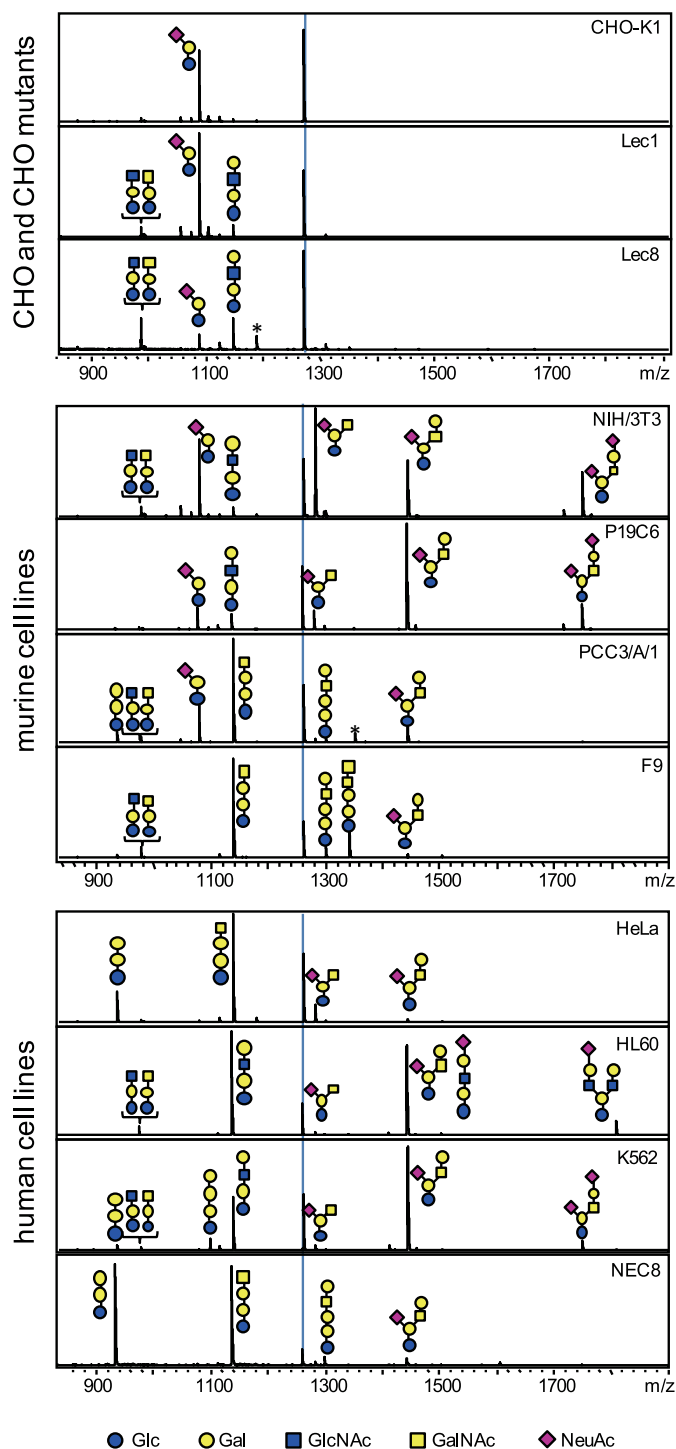 CHO and CHO mutants
CHO-K1
Lec1
Lec8
*
900 1100 1300 1500 1700 m/z
murine cell lines
NIH/3T3
P19C6
PCC3/A/1
*
F9
900 1100 1300 1500 1700 m/z
human cell lines
HeLa
HL60
K562
NEC8
900 1100 1300 1500 1700 m/z
Glc Gal GlcNAc GalNAc NeuAc